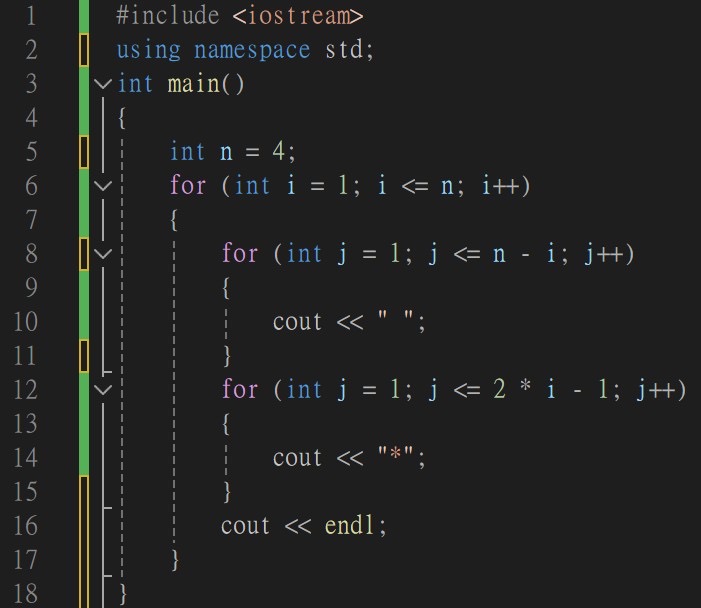 1 #include <iostream>
2 using namespace std;
3 int main()
4 {
5 int n = 4;
6 for (int i = 1; i <= n; i++)
7 {
8 for (int j = 1; j <= n - i; j++)
9 {
10 cout << " ";
11 }
12 for (int j = 1; j <= 2 * i - 1; j++)
13 {
14 cout << "*";
15 }
16 cout << endl;
17 }
18 }